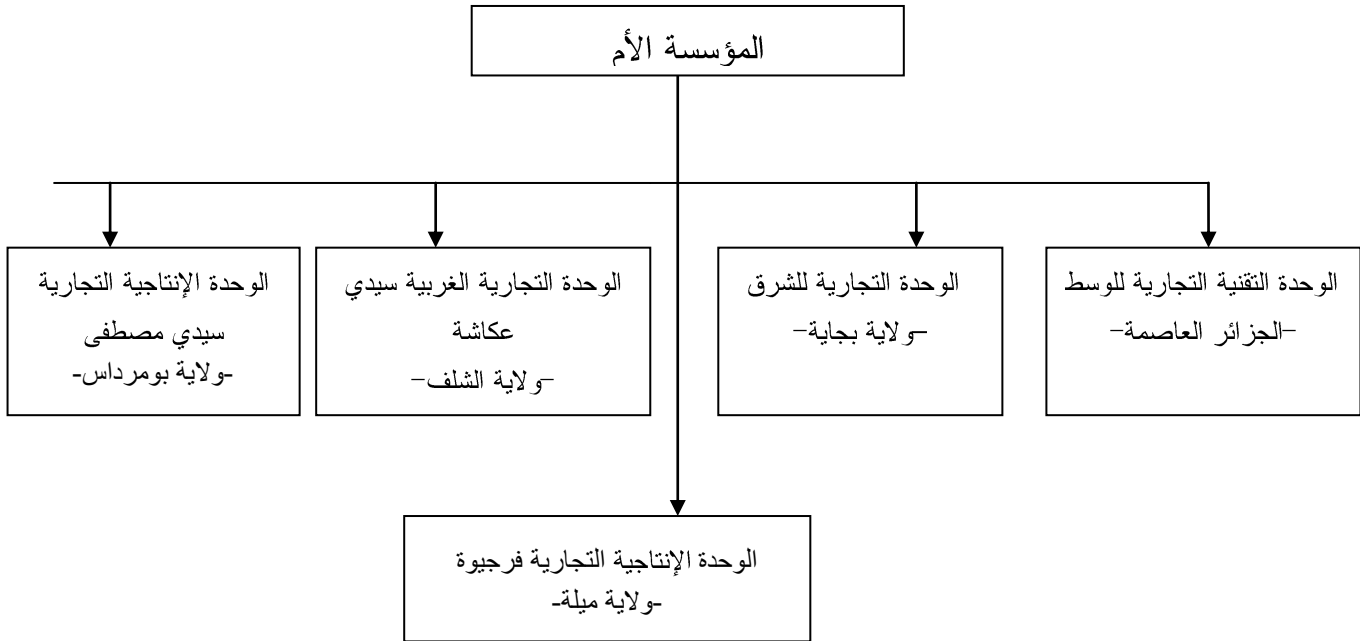 المؤسسة الأم
الوحدة التقنية التجارية للوسط
–الجزائر العاصمة–
الوحدة التجارية للشرق
–ولاية بجاية–
الوحدة التجارية الغربية سيدي
عكاشة
–ولاية الشلف–
الوحدة الإنتاجية التجارية
سيدي مصطفى
-ولاية بومرداس-
الوحدة الإنتاجية التجارية فرجيوة
-ولاية ميلة-